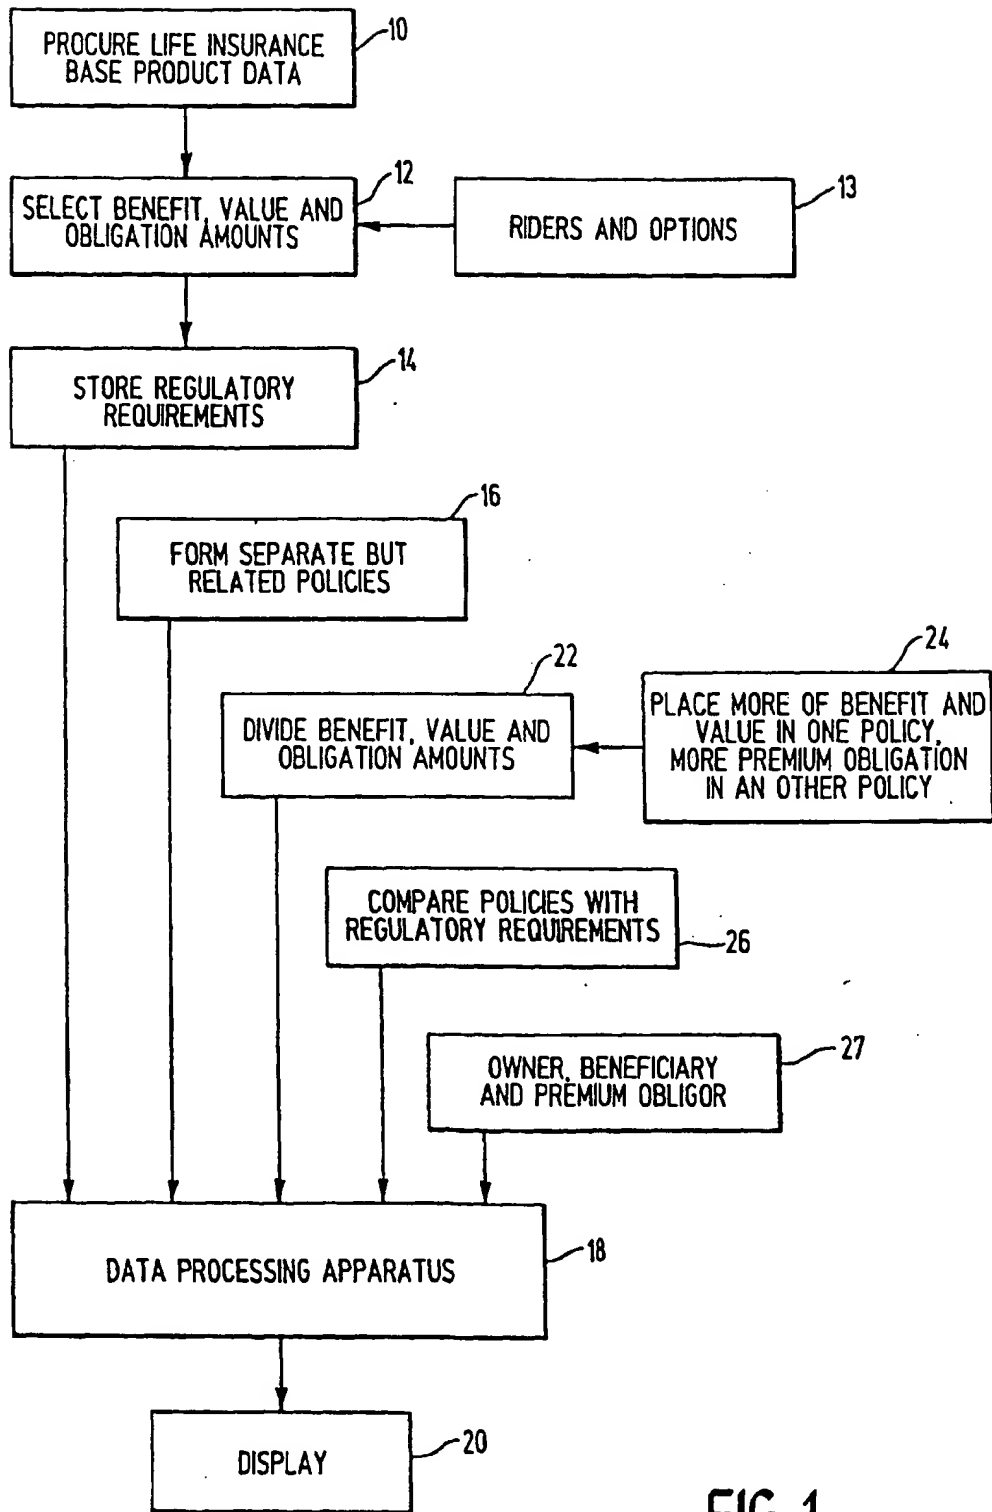 PROCURE LIFE INSURANCE
BASE PRODUCT DATA
10
SELECT BENEFIT, VALUE AND
OBLIGATION AMOUNTS
12
RIDERS AND OPTIONS
13
STORE REGULATORY
REQUIREMENTS
14
FORM SEPARATE BUT
RELATED POLICIES
16
DIVIDE BENEFIT, VALUE AND
OBLIGATION AMOUNTS
22
PLACE MORE OF BENEFIT AND
VALUE IN ONE POLICY,
MORE PREMIUM OBLIGATION
IN AN OTHER POLICY
24
COMPARE POLICIES WITH
REGULATORY REQUIREMENTS
26
OWNER, BENEFICIARY
AND PREMIUM OBLIGOR
27
DATA PROCESSING APPARATUS
18
DISPLAY
20
FIG. 1